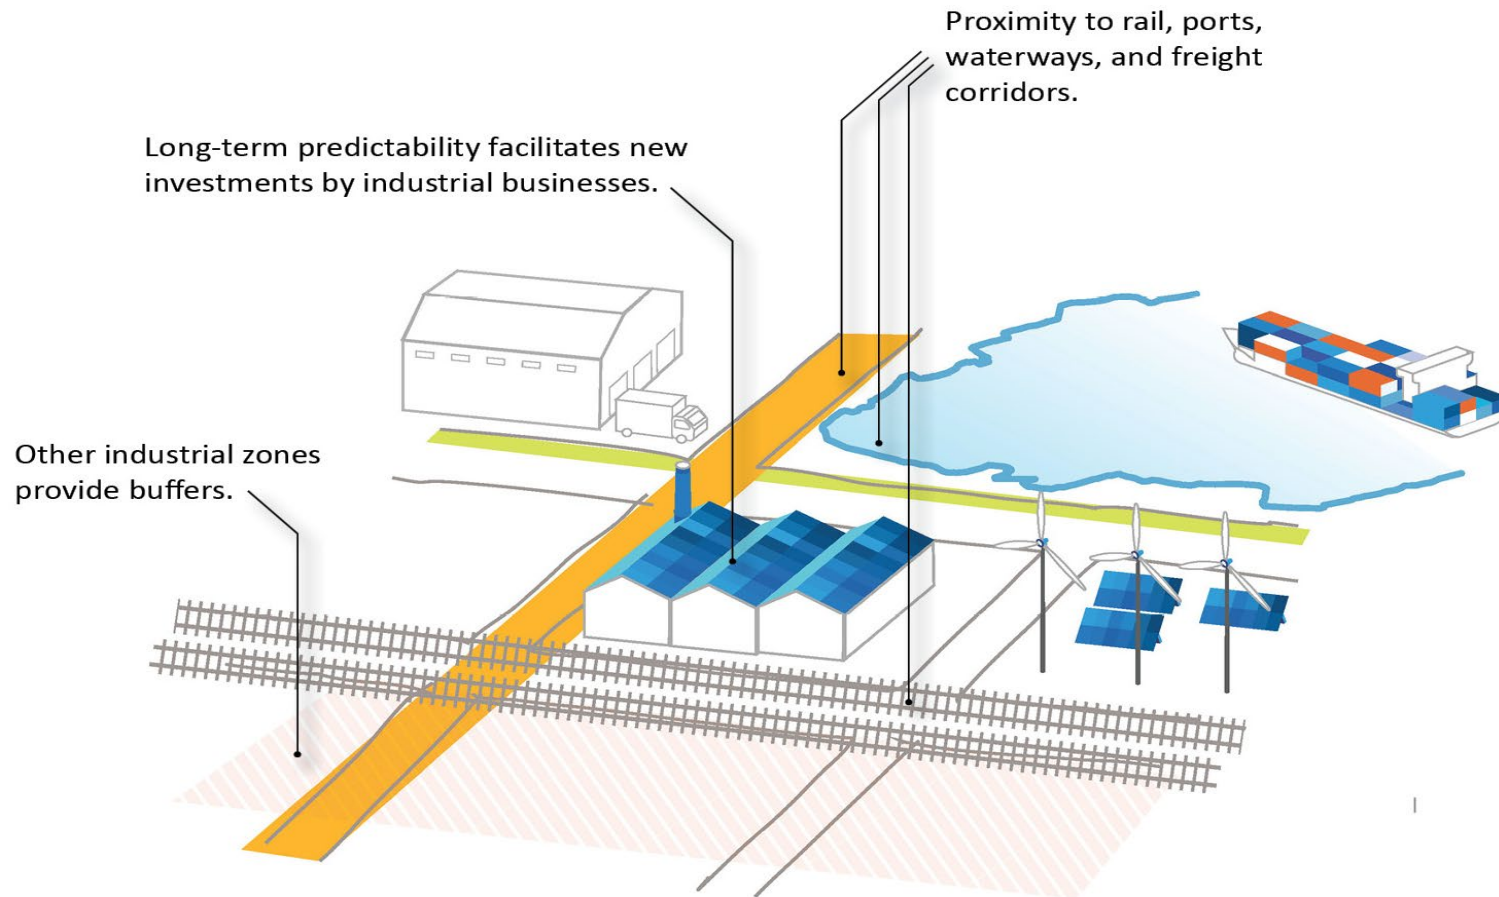 Proximity to rail, ports,
waterways, and freight
corridors.
Long-term predictability facilitates new
investments by industrial businesses.
Other industrial zones
provide buffers.